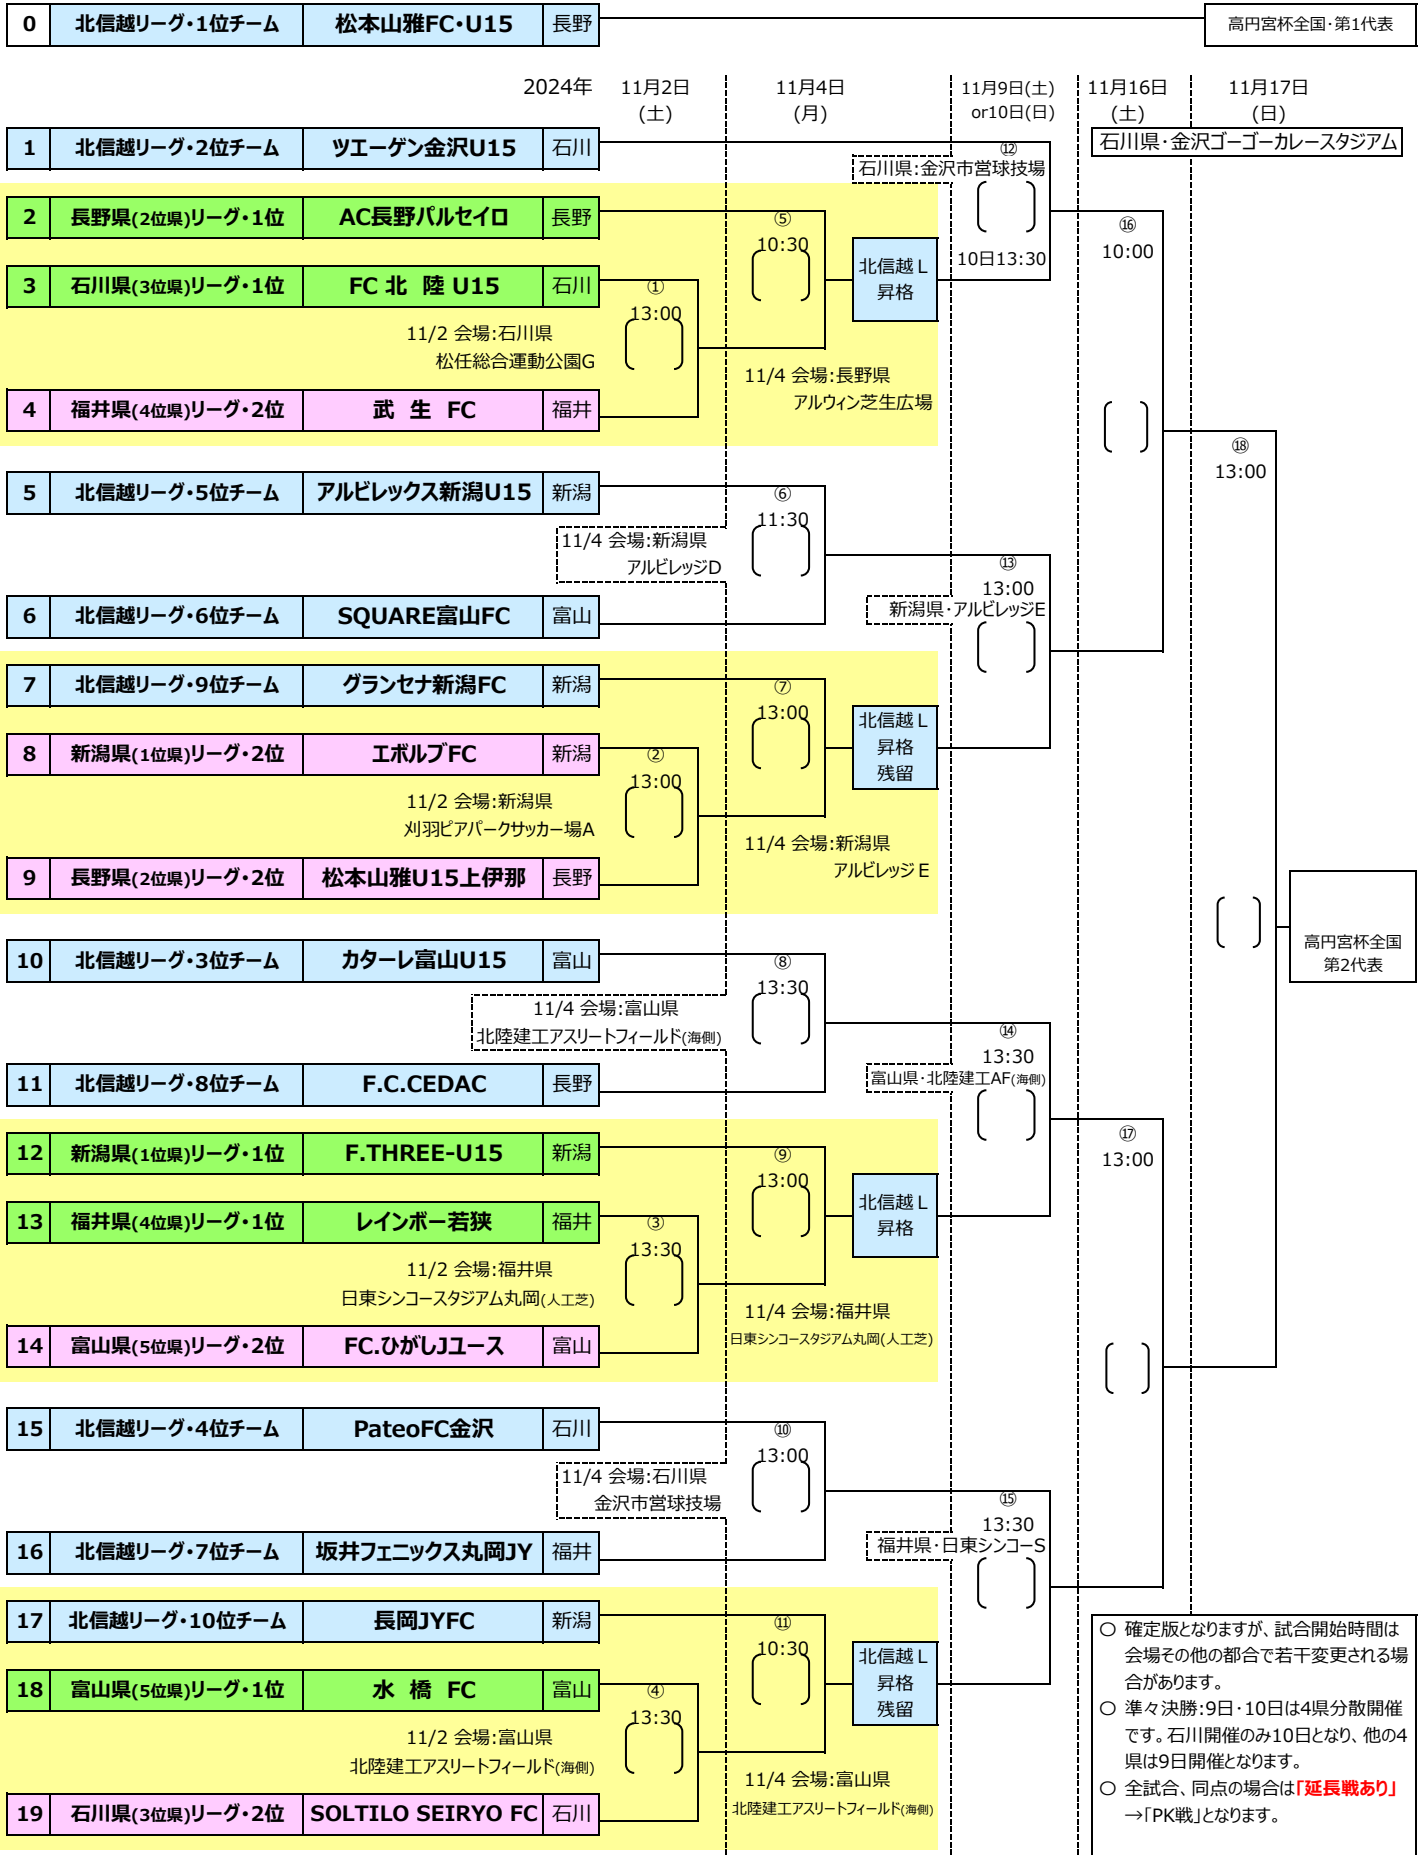 0 北信越リーグ・1位チーム 松本山雅FC・U15 長野 高円宮杯全国・第1代表
2024年 11月2日 11月4日 11月9日(土) 11月16日 11月17日
(土) (月) or10日(日) (土) (日)
1 北信越リーグ・2位チーム ツエーゲン金沢U15 石川 石川県・金沢ゴーゴーカレースタジアム
⑫
石川県:金沢市営球技場
2 長野県(2位県)リーグ・1位 AC長野パルセイロ 長野
⑤ ⑯
10:30 10日13:30 10:00
北信越L
昇格
3 石川県(3位県)リーグ・1位 FC 北 陸 U15 石川
①
13:00
11/2 会場:石川県
松任総合運動公園G
11/4 会場:長野県
アルウィン芝生広場
4 福井県(4位県)リーグ・2位 武 生 FC 福井
⑱
13:00
5 北信越リーグ・5位チーム アルビレックス新潟U15 新潟
⑥
11:30
11/4 会場:新潟県
アルビレッジD
⑬
13:00
新潟県・アルビレッジE
6 北信越リーグ・6位チーム SQUARE富山FC 富山
7 北信越リーグ・9位チーム グランセナ新潟FC 新潟
⑦
13:00
北信越L
昇格
残留
8 新潟県(1位県)リーグ・2位 エボルブFC 新潟
②
13:00
11/2 会場:新潟県
刈羽ピアパークサッカー場A
11/4 会場:新潟県
アルビレッジE
9 長野県(2位県)リーグ・2位 松本山雅U15上伊那 長野
高円宮杯全国
第2代表
10 北信越リーグ・3位チーム カターレ富山U15 富山
⑧
13:30
11/4 会場:富山県
北陸建工アスリートフィールド(海側)
⑭
13:30
富山県・北陸建工AF(海側)
11 北信越リーグ・8位チーム F.C.CEDAC 長野
12 新潟県(1位県)リーグ・1位 F.THREE-U15 新潟
⑨ ⑰
13:00 13:00
北信越L
昇格
13 福井県(4位県)リーグ・1位 レインボー若狭 福井
③
13:30
11/2 会場:福井県
日東シンコースタジアム丸岡(人工芝)
11/4 会場:福井県
日東シンコースタジアム丸岡(人工芝)
14 富山県(5位県)リーグ・2位 FC.ひがしJユース 富山
15 北信越リーグ・4位チーム PateoFC金沢 石川
⑩
13:00
11/4 会場:石川県
金沢市営球技場
⑮
13:30
福井県・日東シンコーS
16 北信越リーグ・7位チーム 坂井フェニックス丸岡JY 福井
17 北信越リーグ・10位チーム 長岡JYFC 新潟
⑪
10:30
北信越L
昇格
残留
18 富山県(5位県)リーグ・1位 水 橋 FC 富山
④
13:30
11/2 会場:富山県
北陸建工アスリートフィールド(海側)
11/4 会場:富山県
北陸建工アスリートフィールド(海側)
19 石川県(3位県)リーグ・2位 SOLTILO SEIRYO FC 石川
○ 確定版となりますが、試合開始時間は
会場その他の都合で若干変更される場
合があります。
○ 準々決勝:9日・10日は4県分散開催
です。石川開催のみ10日となり、他の4
県は9日開催となります。
○ 全試合、同点の場合は「延長戦あり」
→「PK戦」となります。